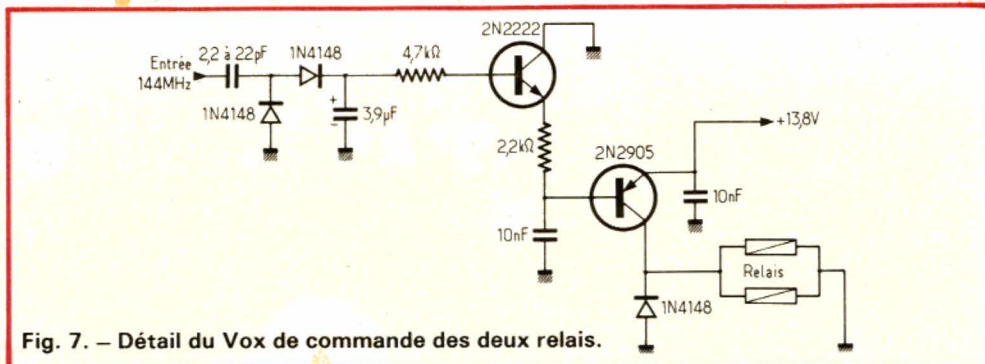 2N2222
2,2 à 22pF
1N4148
4,7kΩ
Entrée
144MHz
1N4148
+
−
3,9µF
2,2kΩ
2N2905
+13,8V
10nF
10nF
Relais
1N4148
Fig. 7. — Détail du Vox de commande des deux relais.